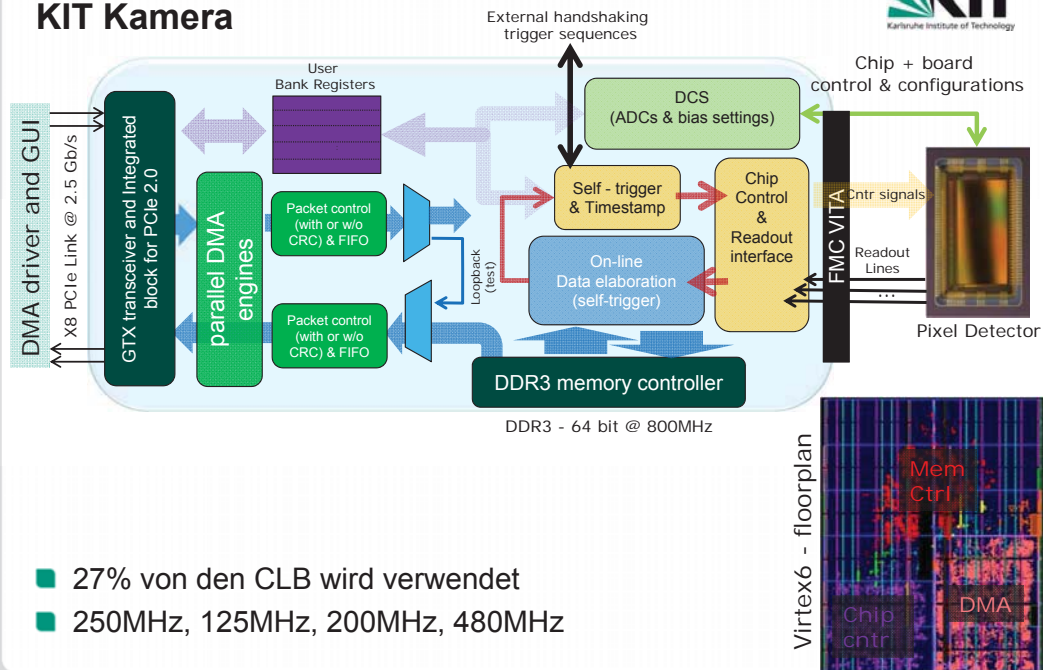 KIT Kamera
KIT
Karlsruhe Institute of Technology
External handshaking
trigger sequences
Chip + board
control & configurations
User
Bank Registers
DCS
(ADCs & bias settings)
DMA driver and GUI
X8 PCIe Link @ 2.5 Gb/s
GTX transceiver and Integrated
block for PCIe 2.0
parallel DMA
engines
Packet control
(with or w/o
CRC) & FIFO
Loopback
(test)
Packet control
(with or w/o
CRC) & FIFO
Self - trigger
& Timestamp
On-line
Data elaboration
(self-trigger)
Chip
Control
&
Readout
interface
FMC VITA
Cntr signals
Readout
Lines
...
Pixel Detector
DDR3 memory controller
DDR3 - 64 bit @ 800MHz
Virtex6 - floorplan
Mem
Ctrl
Chip
cntr
DMA
27% von den CLB wird verwendet
250MHz, 125MHz, 200MHz, 480MHz